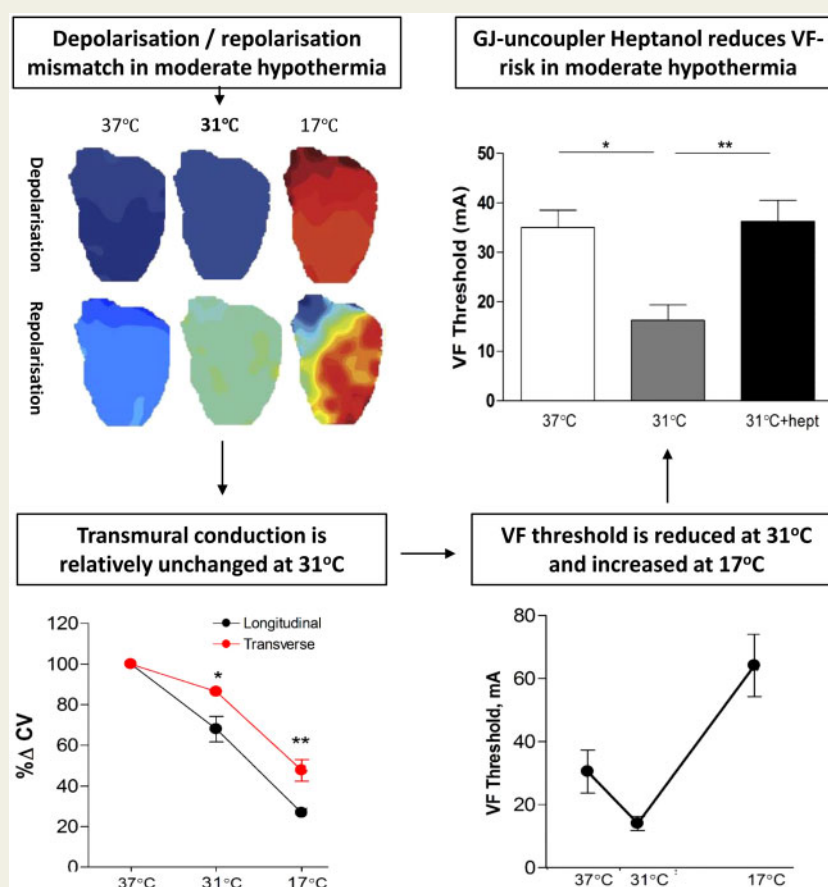 Depolarisation / repolarisation
mismatch in moderate hypothermia
37°C
31°C
17°C
Depolarisation
Repolarisation
Transmural conduction is
relatively unchanged at 31°C
120
100
80
60
40
20
%Δ CV
Longitudinal
Transverse
*
**
37°C
31°C
17°C
VF threshold is reduced at 31°C
and increased at 17°C
80
60
40
20
0
VF Threshold, mA
37°C
31°C
17°C
GJ-uncoupler Heptanol reduces VF-
risk in moderate hypothermia
50
40
30
20
10
0
VF Threshold (mA)
*
**
37°C
31°C
31°C+hept